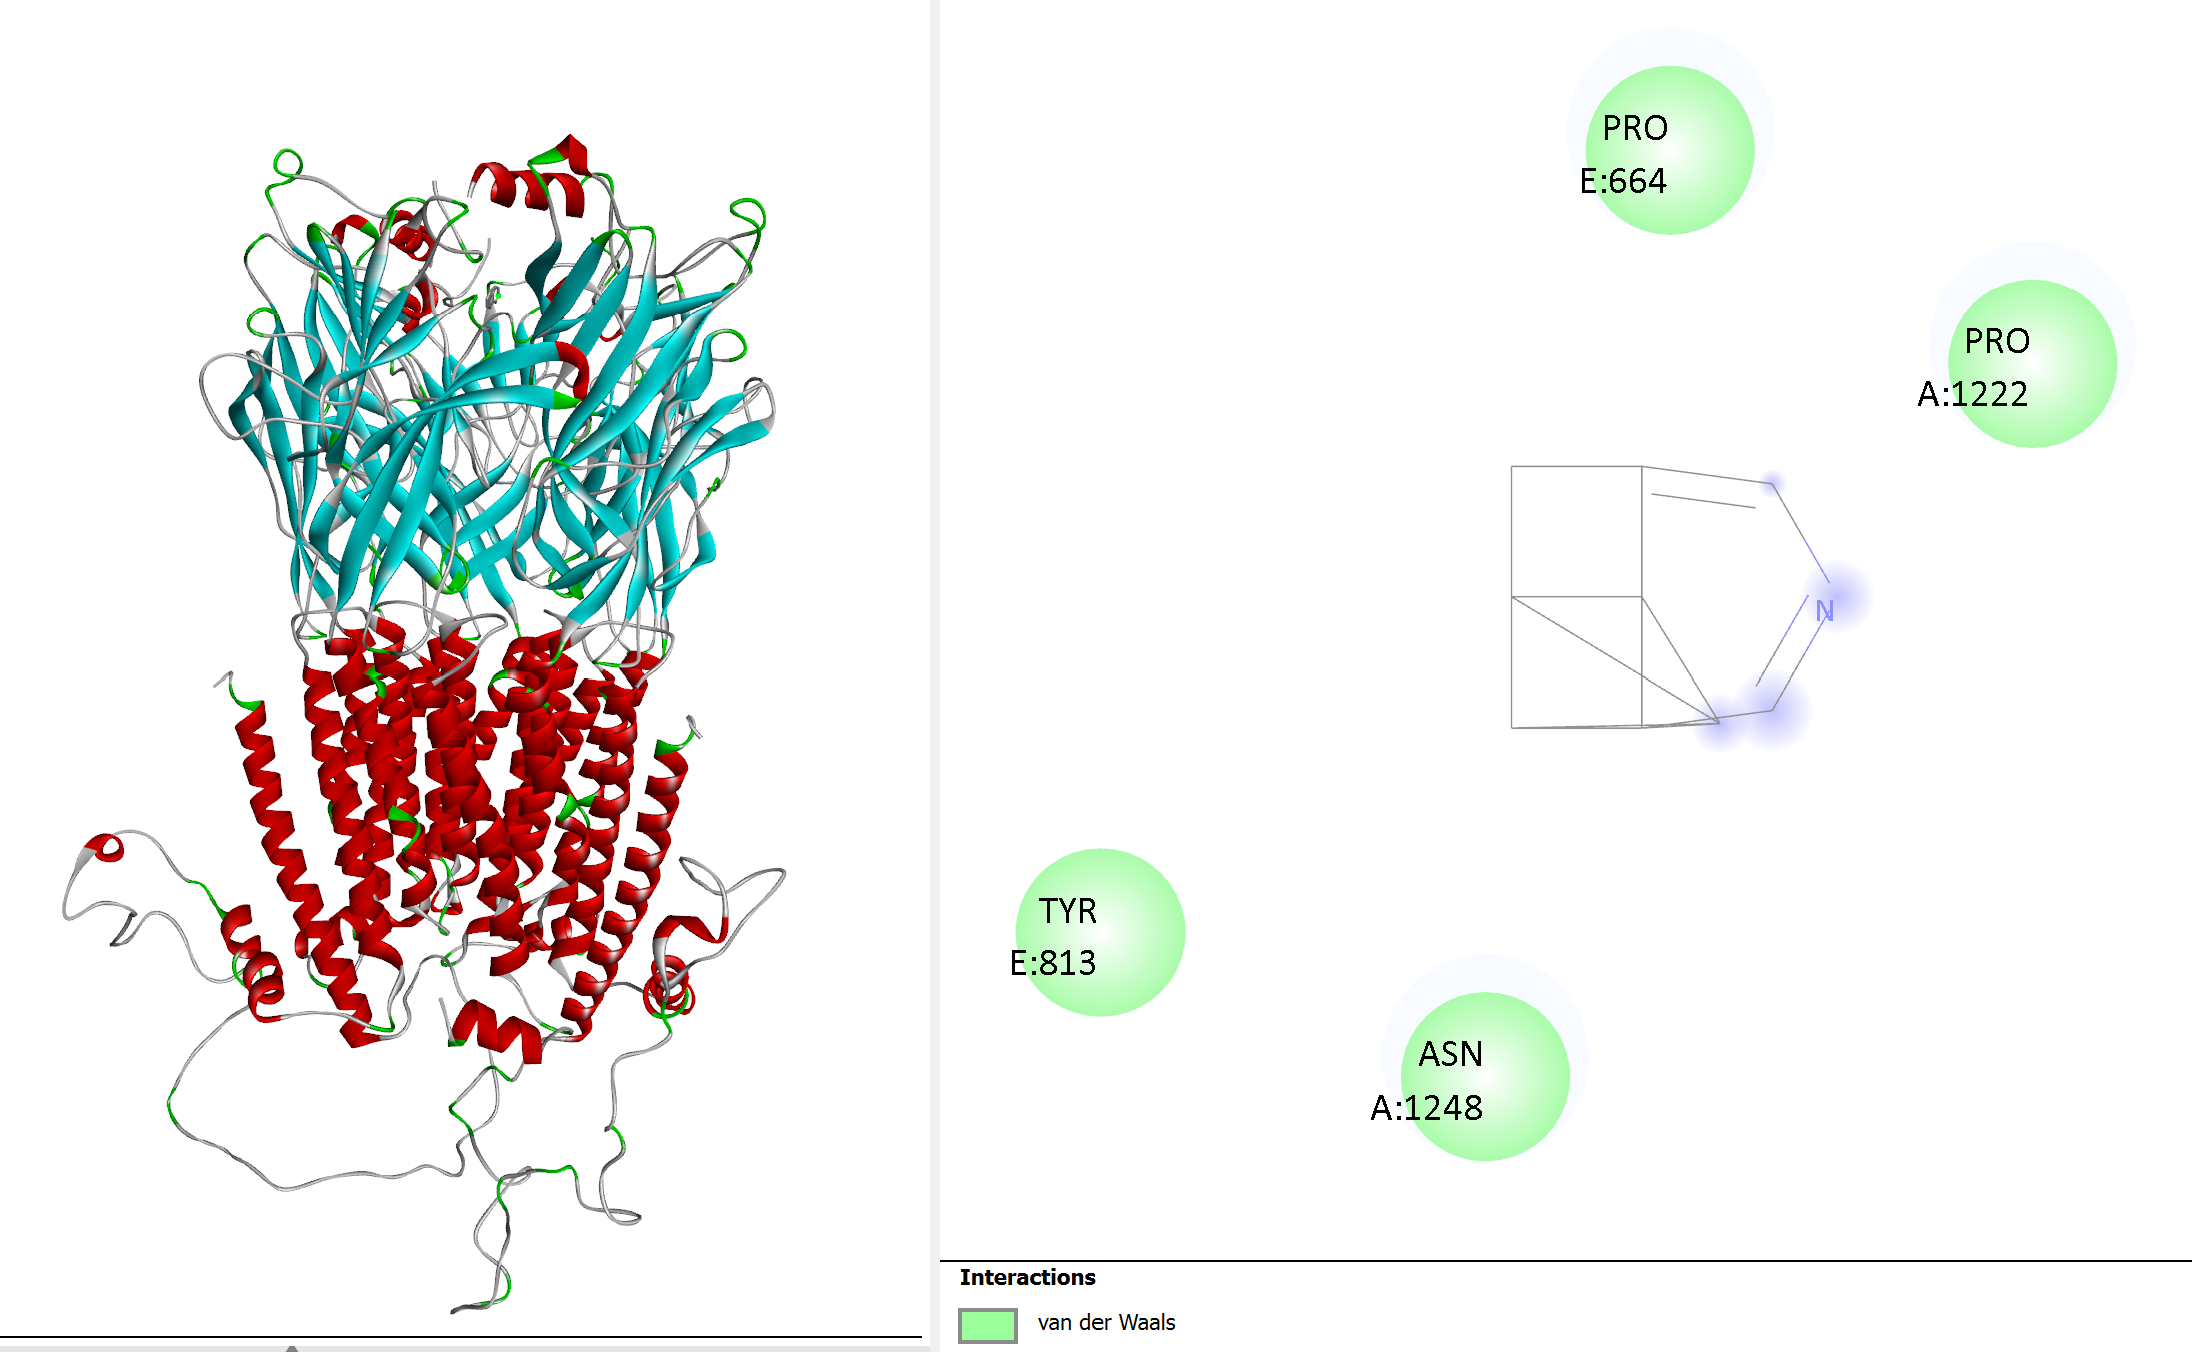 PRO
E:664
PRO
A:1222
N
TYR
E:813
ASN
A:1248
Interactions
van der Waals